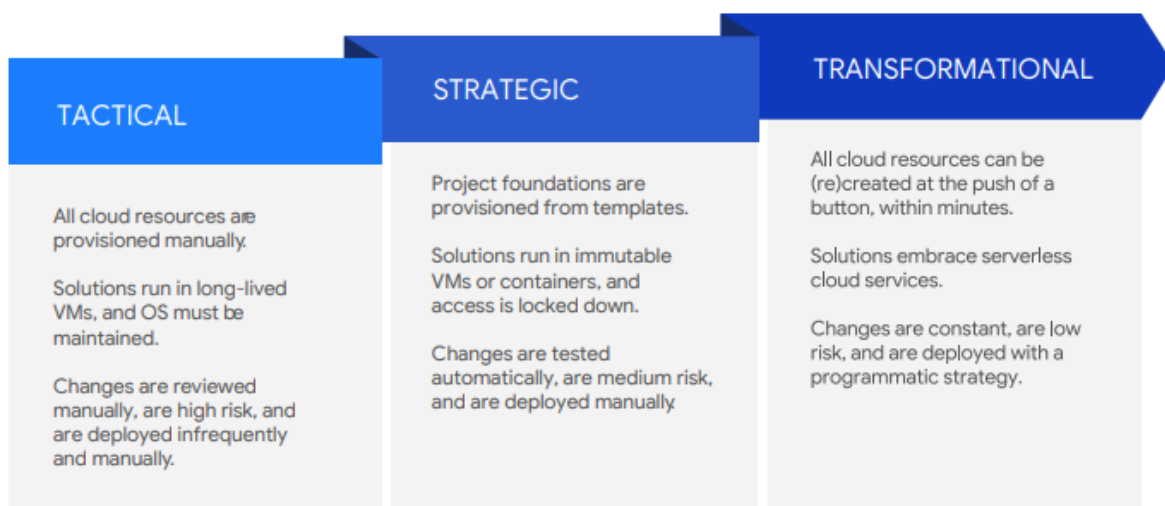 TACTICAL
All cloud resources are
provisioned manually.
Solutions run in long-lived
VMs, and OS must be
maintained.
Changes are reviewed
manually, are high risk, and
are deployed infrequently
and manually.
STRATEGIC
Project foundations are
provisioned from templates.
Solutions run in immutable
VMs or containers, and
access is locked down.
Changes are tested
automatically, are medium risk,
and are deployed manually.
TRANSFORMATIONAL
All cloud resources can be
(re)created at the push of a
button, within minutes.
Solutions embrace serverless
cloud services.
Changes are constant, are low
risk, and are deployed with a
programmatic strategy.